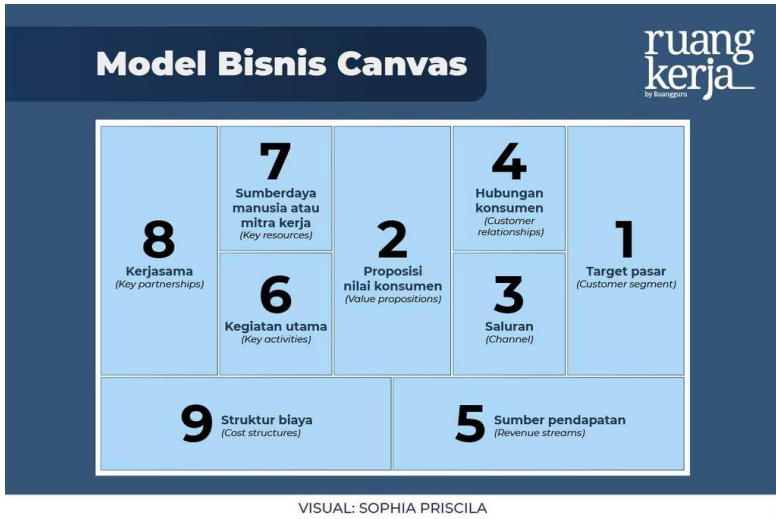 Model Bisnis Canvas
ruang
kerja_
by Ruangguru
8
Kerjasama
(Key partnerships)
7
Sumberdaya
manusia atau
mitra kerja
(Key resources)
6
Kegiatan utama
(Key activities)
2
Proposisi
nilai konsumen
(Value propositions)
4
Hubungan
konsumen
(Customer
relationships)
3
Saluran
(Channel)
1
Target pasar
(Customer segment)
9
Struktur biaya
(Cost structures)
5
Sumber pendapatan
(Revenue streams)
VISUAL: SOPHIA PRISCILA